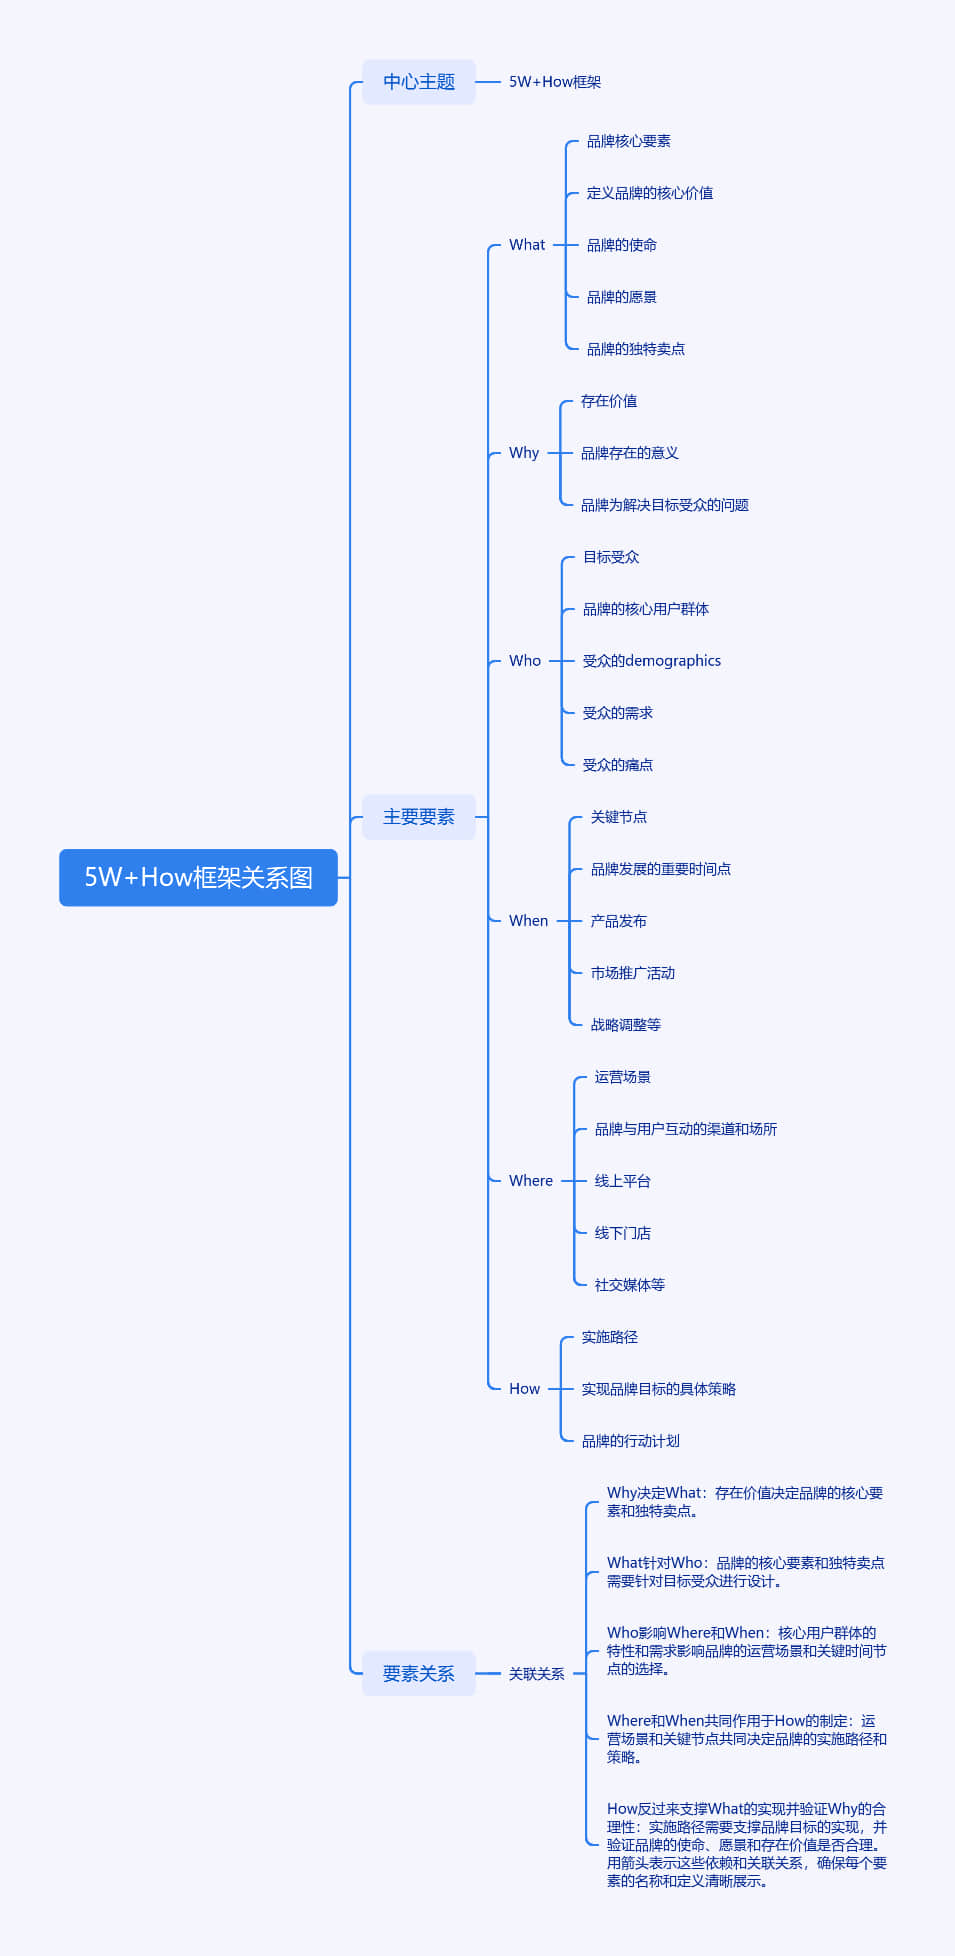 5W+How框架关系图
中心主题
5W+How框架
主要要素
What
品牌核心要素
定义品牌的核心价值
品牌的使命
品牌的愿景
品牌的独特卖点
Why
存在价值
品牌存在的意义
品牌为解决目标受众的问题
Who
目标受众
品牌的核心用户群体
受众的demographics
受众的需求
受众的痛点
When
关键节点
品牌发展的重要时间点
产品发布
市场推广活动
战略调整等
Where
运营场景
品牌与用户互动的渠道和场所
线上平台
线下门店
社交媒体等
How
实施路径
实现品牌目标的具体策略
品牌的行动计划
要素关系
关联关系
Why决定What：存在价值决定品牌的核心要
素和独特卖点。
What针对Who：品牌的核心要素和独特卖点
需要针对目标受众进行设计。
Who影响Where和When：核心用户群体的
特性和需求影响品牌的运营场景和关键时间节
点的选择。
Where和When共同作用于How的制定：运
营场景和关键节点共同决定品牌的实施路径和
策略。
How反过来支撑What的实现并验证Why的合
理性：实施路径需要支撑品牌目标的实现，并
验证品牌的使命、愿景和存在价值是否合理。
用箭头表示这些依赖和关联关系，确保每个要
素的名称和定义清晰展示。